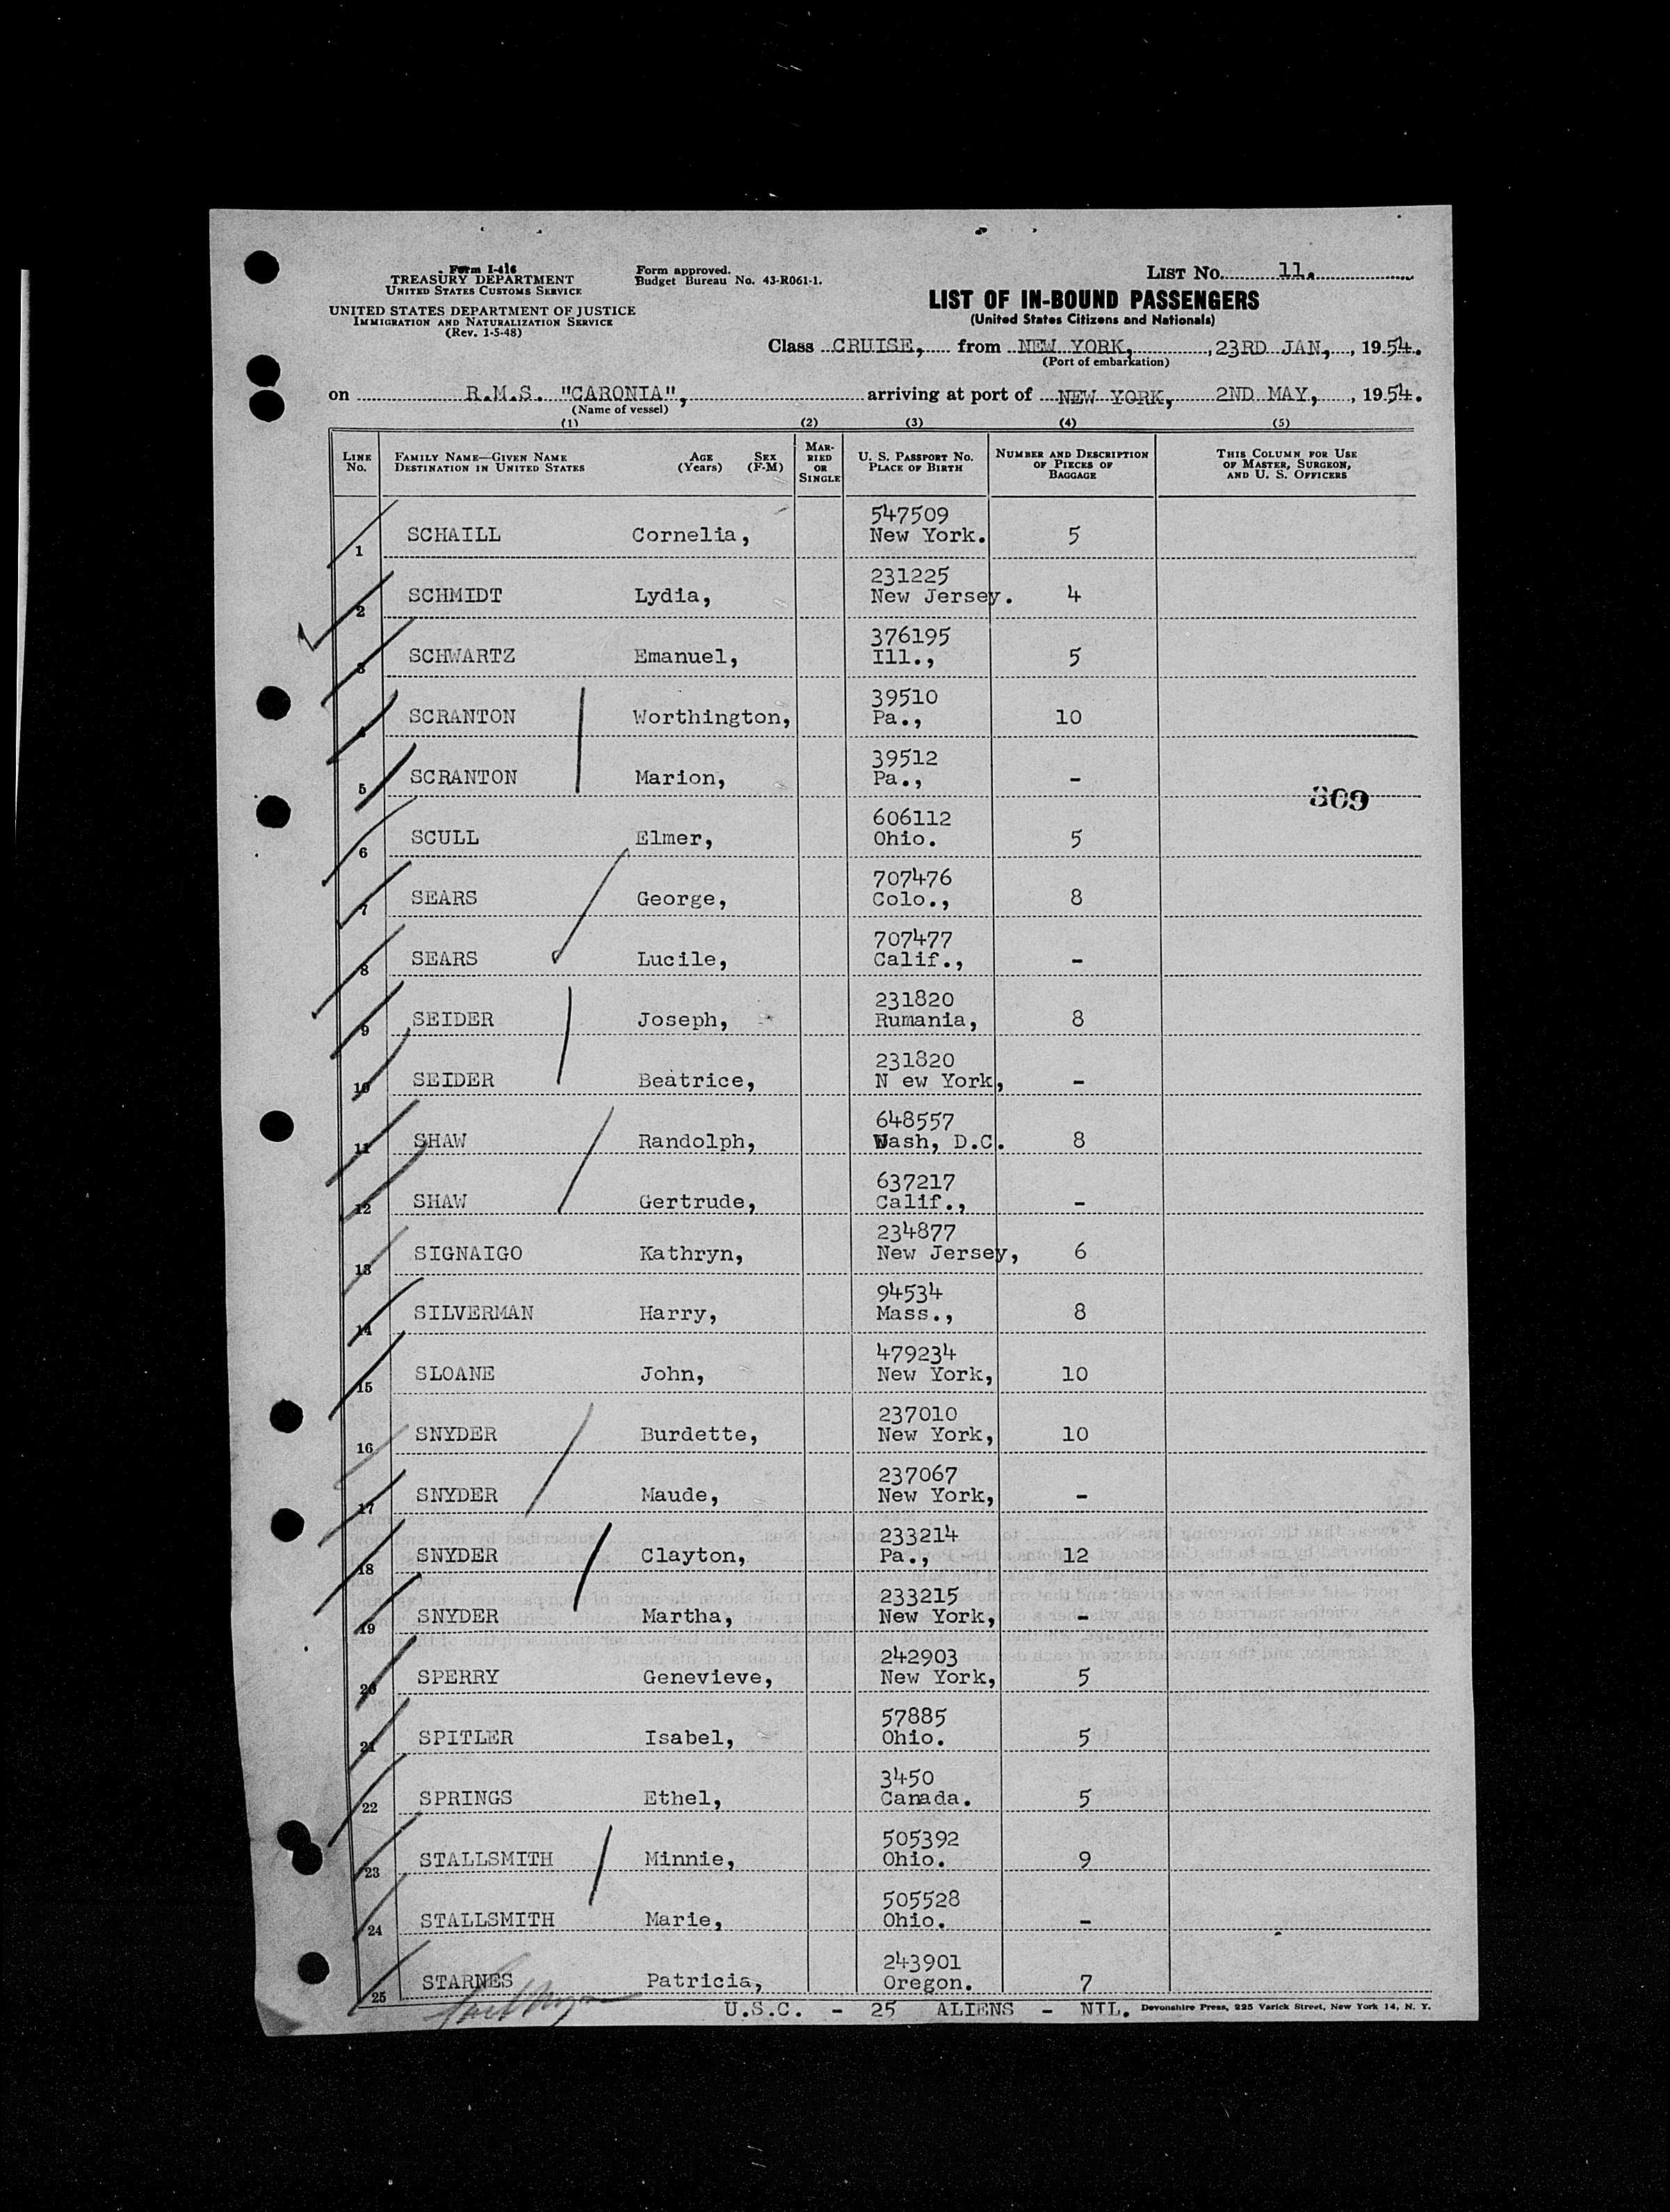 Form I-416
TREASURY DEPARTMENT
UNITED STATES CUSTOMS SERVICE
UNITED STATES DEPARTMENT OF JUSTICE
IMMIGRATION AND NATURALIZATION SERVICE
(Rev. 1-5-48)
Form approved.
Budget Bureau No. 43-R061-1.
LIST NO. 11.
LIST OF IN-BOUND PASSENGERS
(United States Citizens and Nationals)
Class CRUISE, from NEW YORK, , 23RD JAN, , 1954.
(Port of embarkation)
on R.M.S. "CARONIA", arriving at port of NEW YORK, 2ND MAY, , 1954.
(Name of vessel)
(1) (2) (3) (4) (5)
LINE NO. FAMILY NAME—GIVEN NAME DESTINATION IN UNITED STATES AGE (Years) SEX (F-M) MARRIED OR SINGLE U. S. PASSPORT NO. PLACE OF BIRTH NUMBER AND DESCRIPTION OF PIECES OF BAGGAGE THIS COLUMN FOR USE OF MASTER, SURGEON, AND U. S. OFFICERS
547509
1 SCHAILL Cornelia, New York. 5
231225
2 SCHMIDT Lydia, New Jersey. 4
376195
3 SCHWARTZ Emanuel, Ill., 5
39510
4 SCRANTON Worthington, Pa., 10
39512
5 SCRANTON Marion, Pa., -
809
606112
6 SCULL Elmer, Ohio. 5
707476
7 SEARS George, Colo., 8
707477
8 SEARS Lucile, Calif., -
231820
9 SEIDER Joseph, Rumania, 8
231820
10 SEIDER Beatrice, N ew York, -
648557
11 SHAW Randolph, Wash, D.C. 8
637217
12 SHAW Gertrude, Calif., -
234877
13 SIGNAIGO Kathryn, New Jersey, 6
94534
14 SILVERMAN Harry, Mass., 8
479234
15 SLOANE John, New York, 10
237010
16 SNYDER Burdette, New York, 10
237067
17 SNYDER Maude, New York, -
233214
18 SNYDER Clayton, Pa., 12
233215
19 SNYDER Martha, New York, -
242903
20 SPERRY Genevieve, New York, 5
57885
21 SPITLER Isabel, Ohio. 5
3450
22 SPRINGS Ethel, Canada. 5
505392
23 STALLSMITH Minnie, Ohio. 9
505528
24 STALLSMITH Marie, Ohio. -
243901
25 STARNES Patricia, Oregon. 7
U.S.C. - 25 ALIENS - NIL. Devonshire Press, 225 Varick Street, New York 14, N. Y.